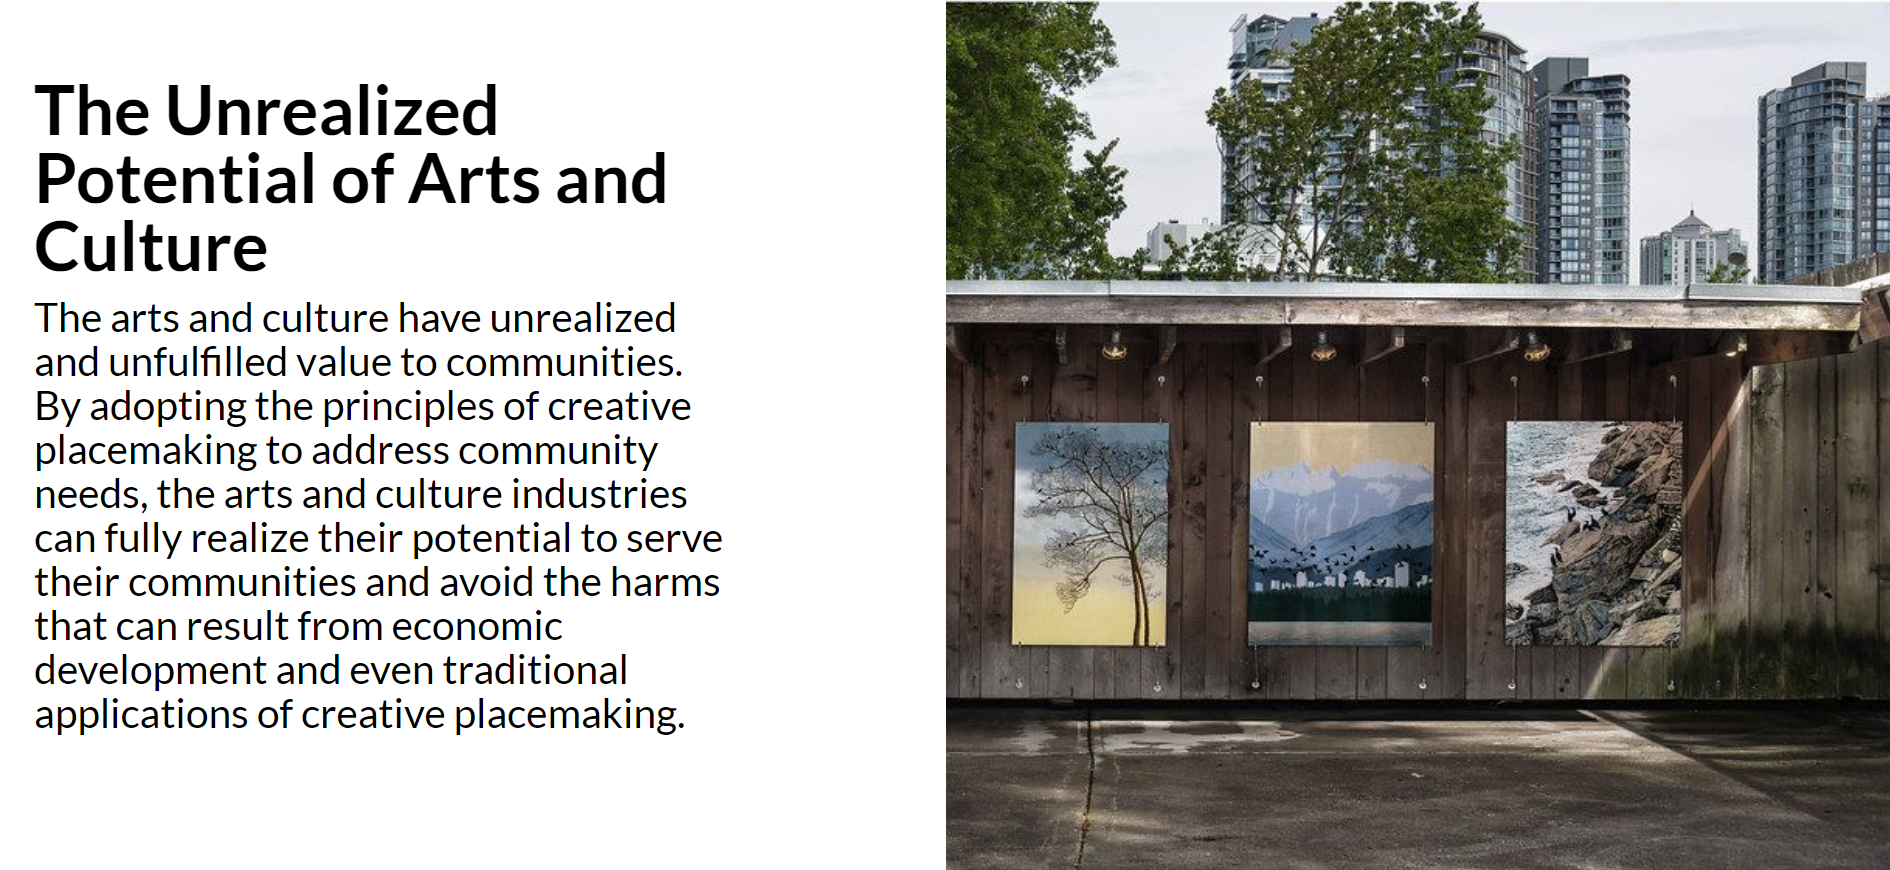 The Unrealized
Potential of Arts and
Culture
The arts and culture have unrealized
and unfulfilled value to communities.
By adopting the principles of creative
placemaking to address community
needs, the arts and culture industries
can fully realize their potential to serve
their communities and avoid the harms
that can result from economic
development and even traditional
applications of creative placemaking.